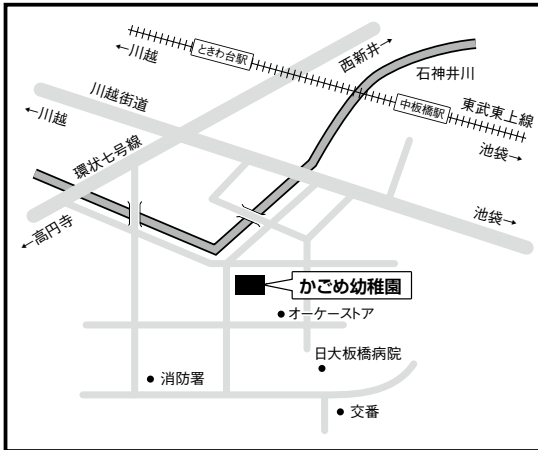 ←川越
ときわ台駅
西新井→
石神井川
川越街道
←川越
中板橋駅
東武東上線
池袋→
環状七号線
池袋→
←高円寺
かごめ幼稚園
オーケーストア
日大板橋病院
消防署
交番